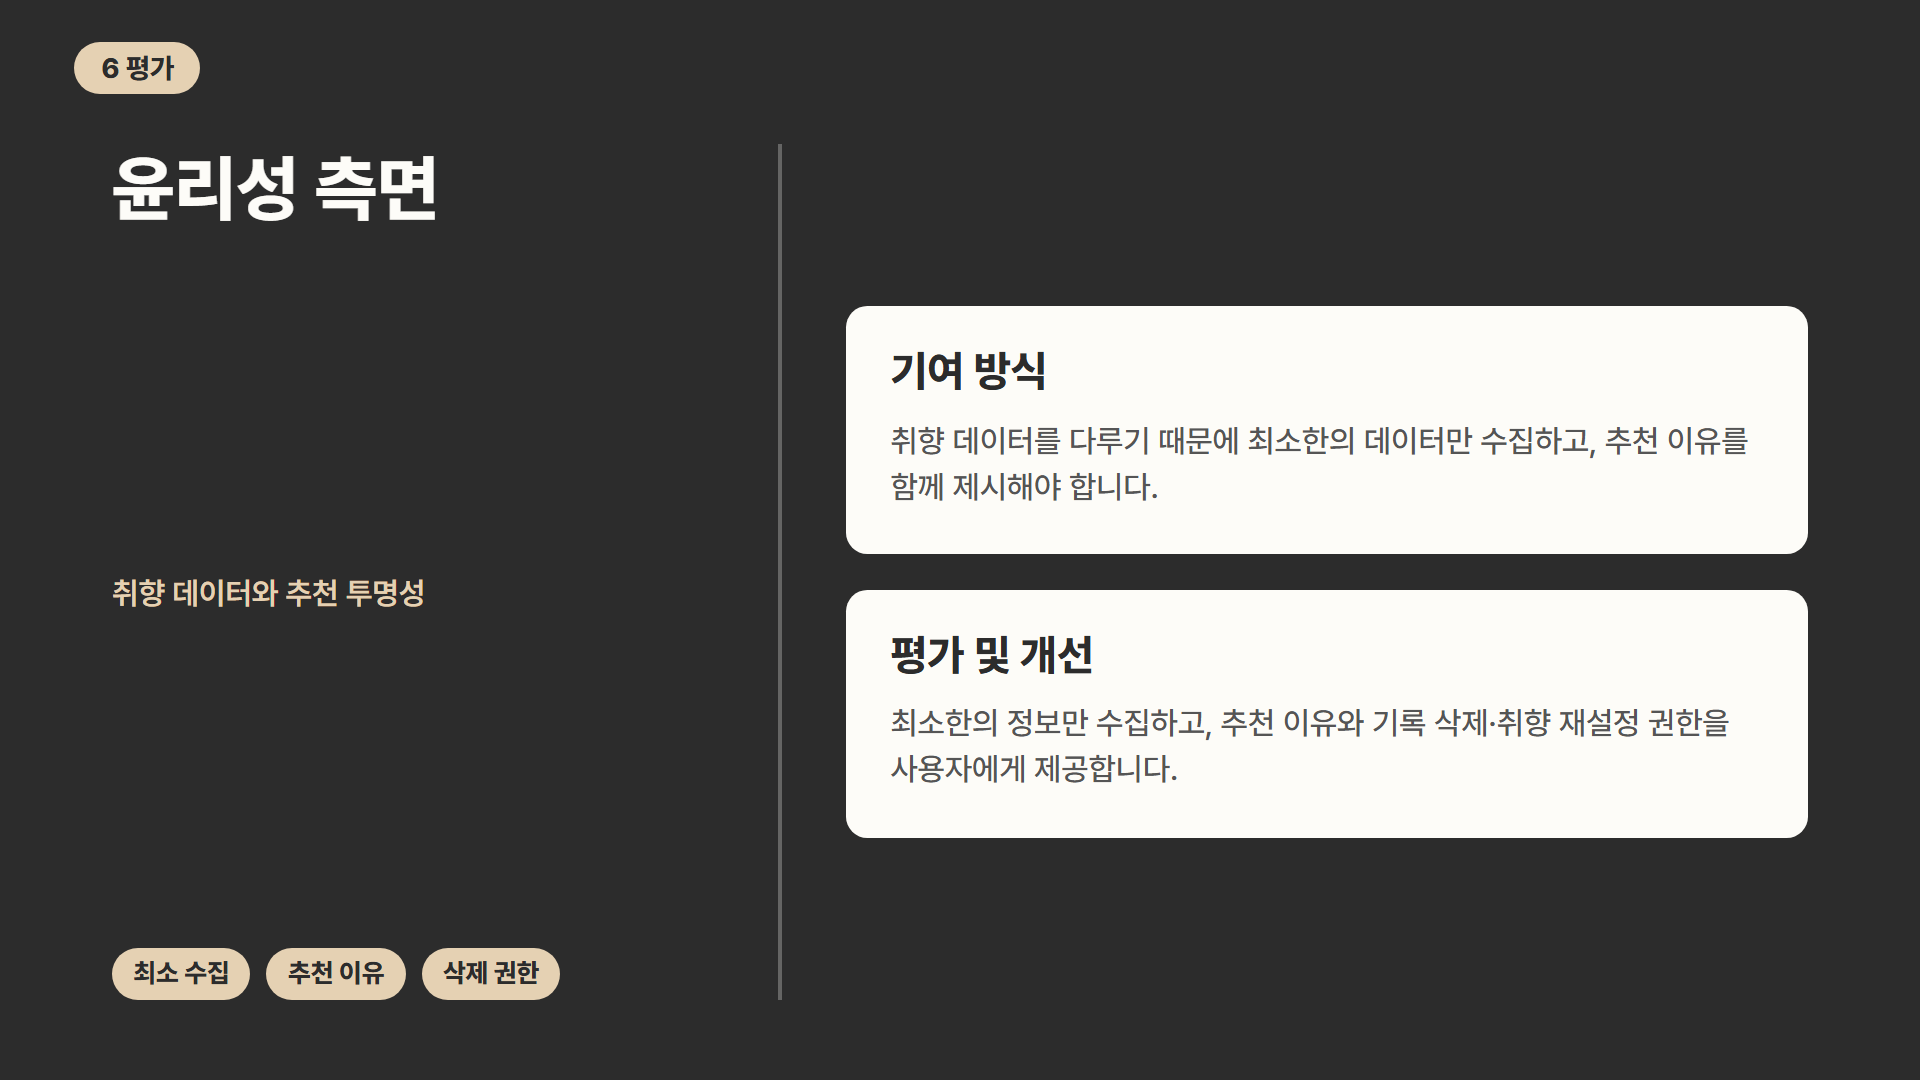 6 평가
윤리성 측면
취향 데이터와 추천 투명성
최소 수집
추천 이유
삭제 권한
기여 방식
취향 데이터를 다루기 때문에 최소한의 데이터만 수집하고, 추천 이유를
함께 제시해야 합니다.
평가 및 개선
최소한의 정보만 수집하고, 추천 이유와 기록 삭제·취향 재설정 권한을
사용자에게 제공합니다.